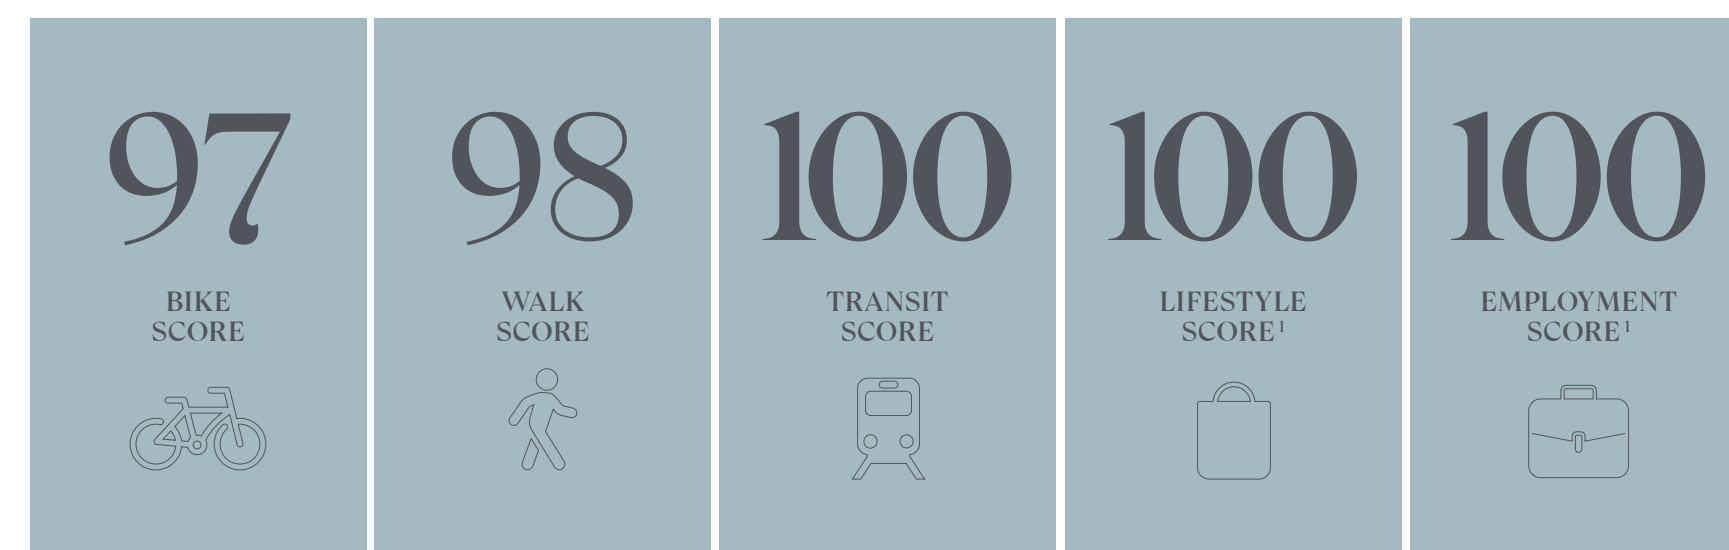 97
BIKE
SCORE
98
WALK
SCORE
100
TRANSIT
SCORE
100
LIFESTYLE
SCORE¹
100
EMPLOYMENT
SCORE¹